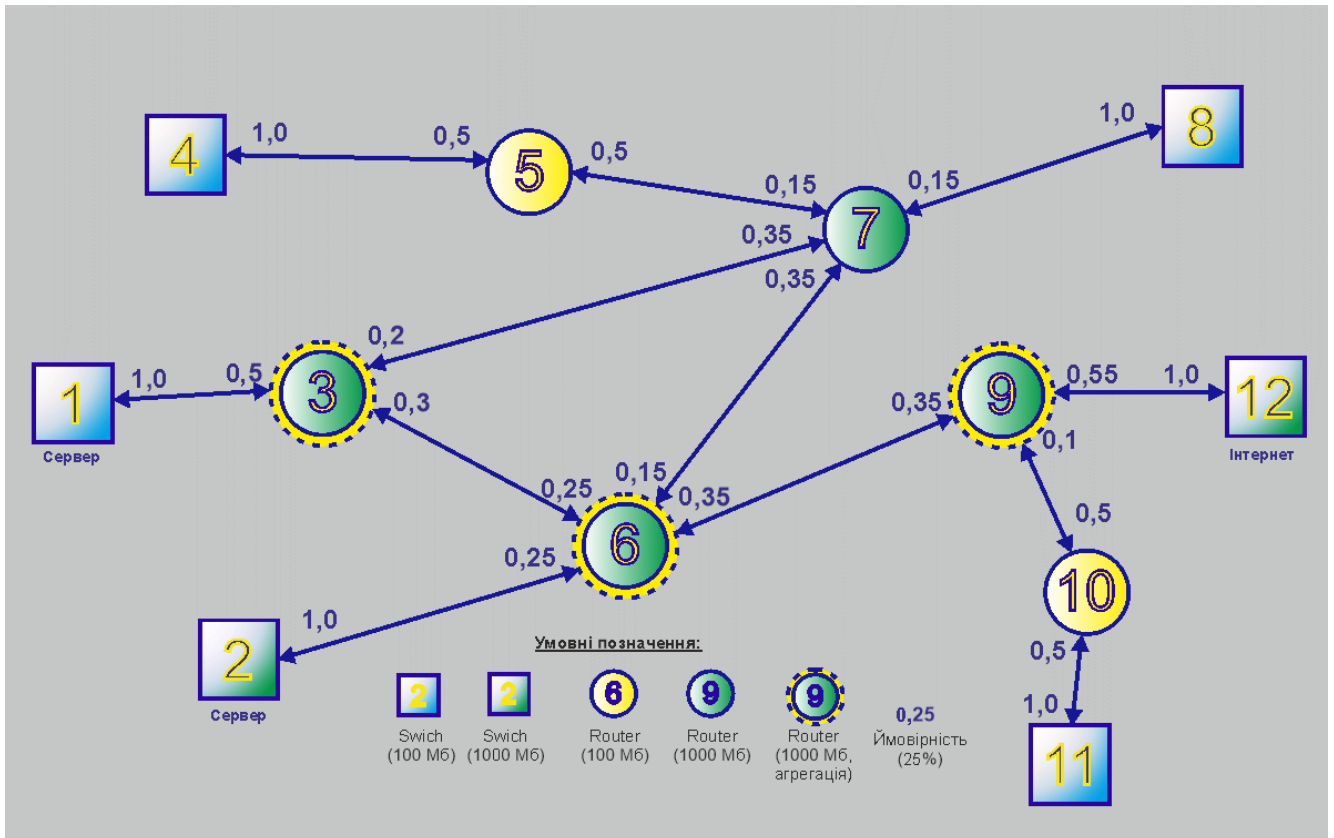 4
1,0
0,5
5
0,5
0,15
7
0,15
1,0
8
0,35
0,35
0,2
1
1,0
0,5
3
0,3
Сервер
0,35
9
0,55
1,0
12
0,1
Інтернет
0,25
0,15
0,35
6
0,25
0,5
10
0,5
1,0
2
Сервер
1,0
11
Умовні позначення:
2
2
6
9
9
0,25
Swich
(100 Мб)
Swich
(1000 Мб)
Router
(100 Мб)
Router
(1000 Мб)
Router
(1000 Мб,
агрегація)
Ймовірність
(25%)